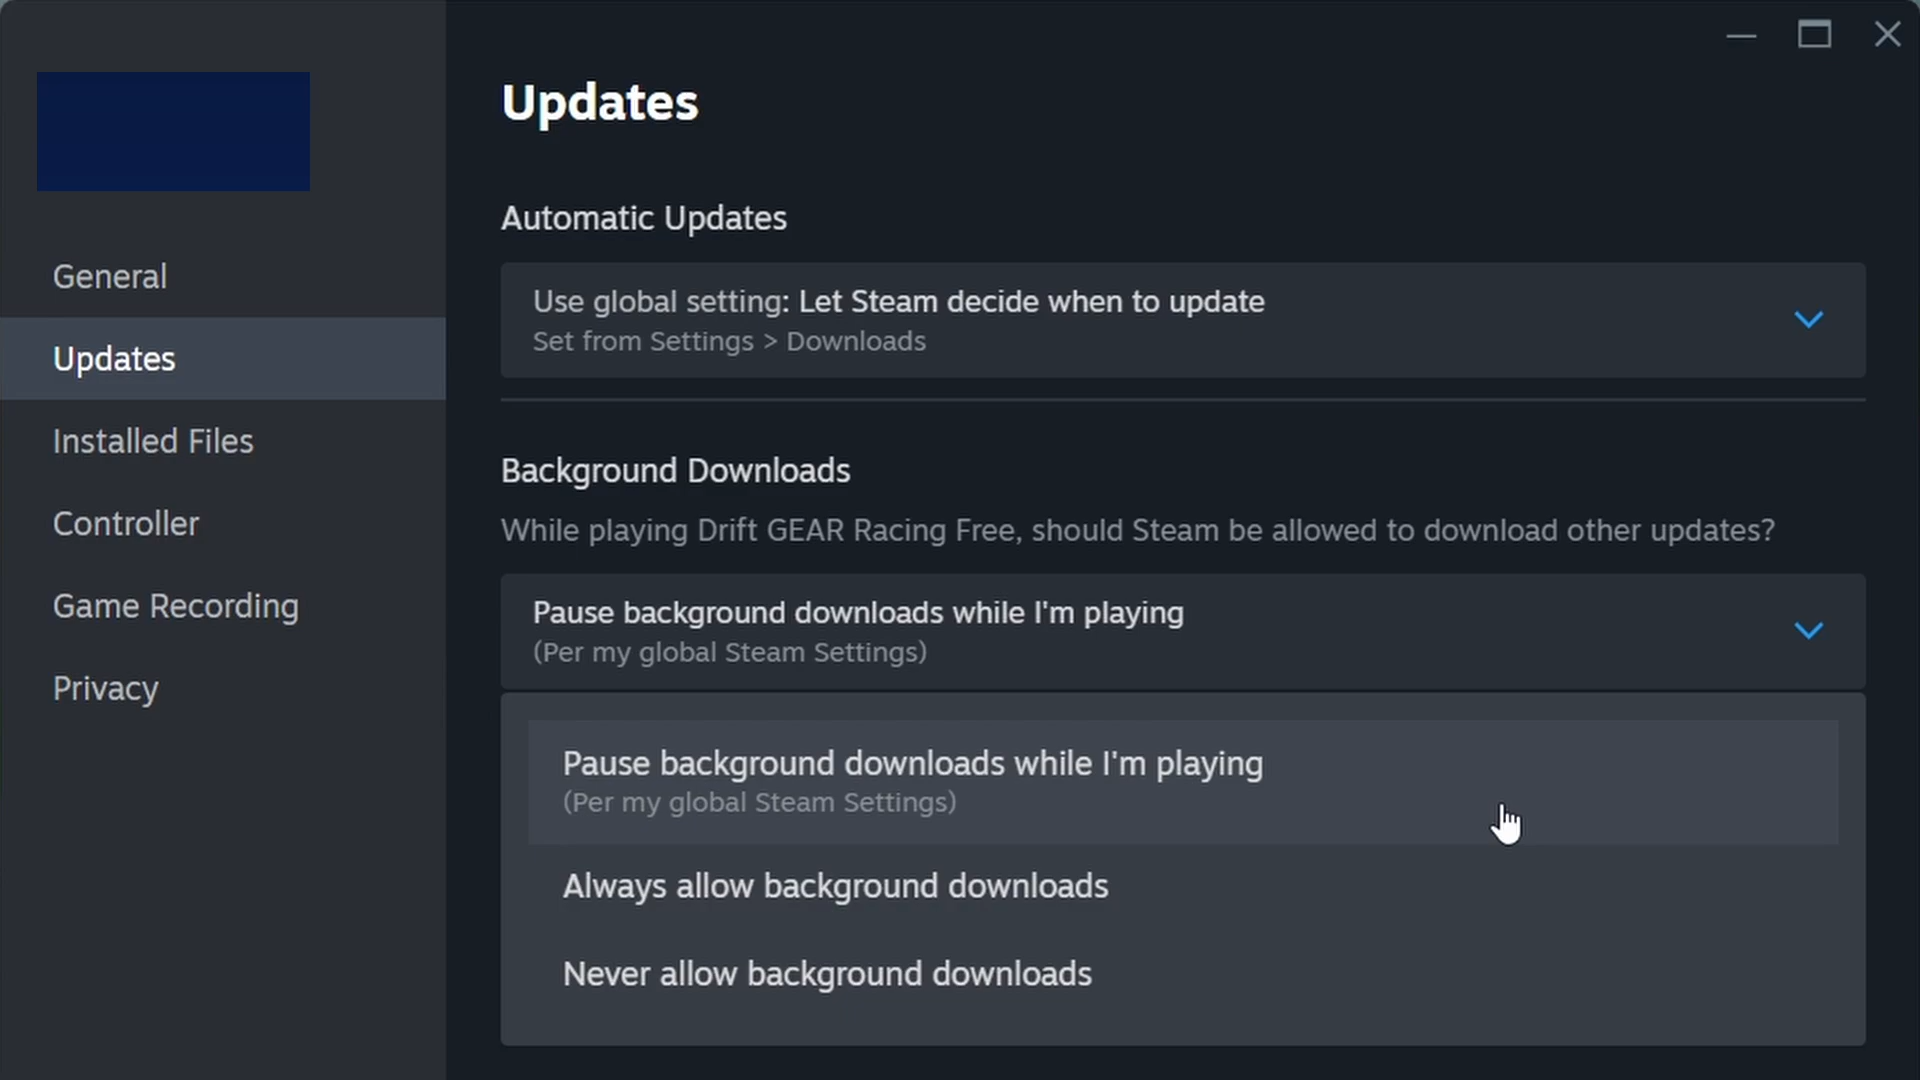 Updates
General
Updates
Installed Files
Controller
Game Recording
Privacy
Automatic Updates
Use global setting: Let Steam decide when to update
Set from Settings > Downloads
Background Downloads
While playing Drift GEAR Racing Free, should Steam be allowed to download other updates?
Pause background downloads while I'm playing
(Per my global Steam Settings)
Pause background downloads while I'm playing
(Per my global Steam Settings)
Always allow background downloads
Never allow background downloads